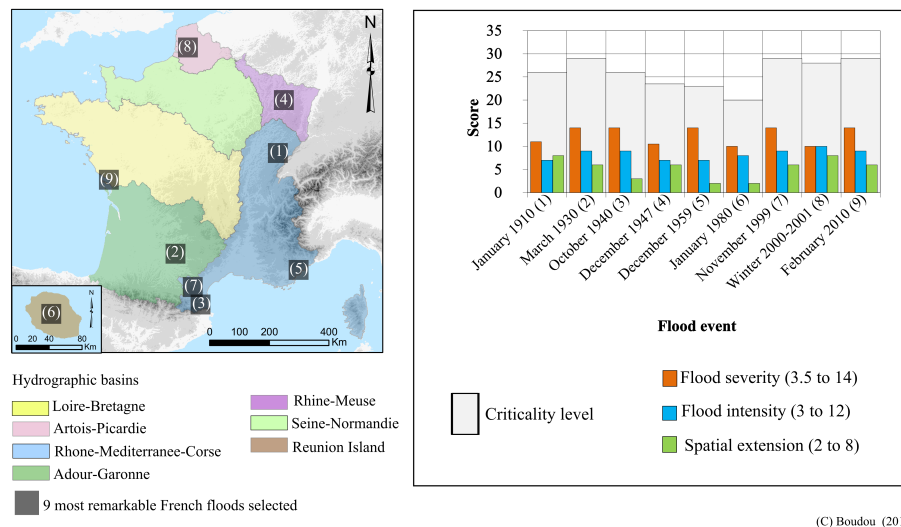 (8)
N
(4)
(1)
(9)
(2)
(5)
(7)
(3)
(6)
N
0 40 80
Km
0 100 200 400
Km
Hydrographic basins
Loire-Bretagne
Artois-Picardie
Rhone-Mediterranee-Corse
Adour-Garonne
Rhine-Meuse
Seine-Normandie
Reunion Island
9 most remarkable French floods selected
35
30
25
20
15
10
5
0
Score
January 1910 (1)
March 1930 (2)
October 1940 (3)
December 1947 (4)
December 1959 (5)
January 1980 (6)
November 1999 (7)
Winter 2000-2001 (8)
February 2010 (9)
Flood event
Criticality level
Flood severity (3.5 to 14)
Flood intensity (3 to 12)
Spatial extension (2 to 8)
(C) Boudou (201